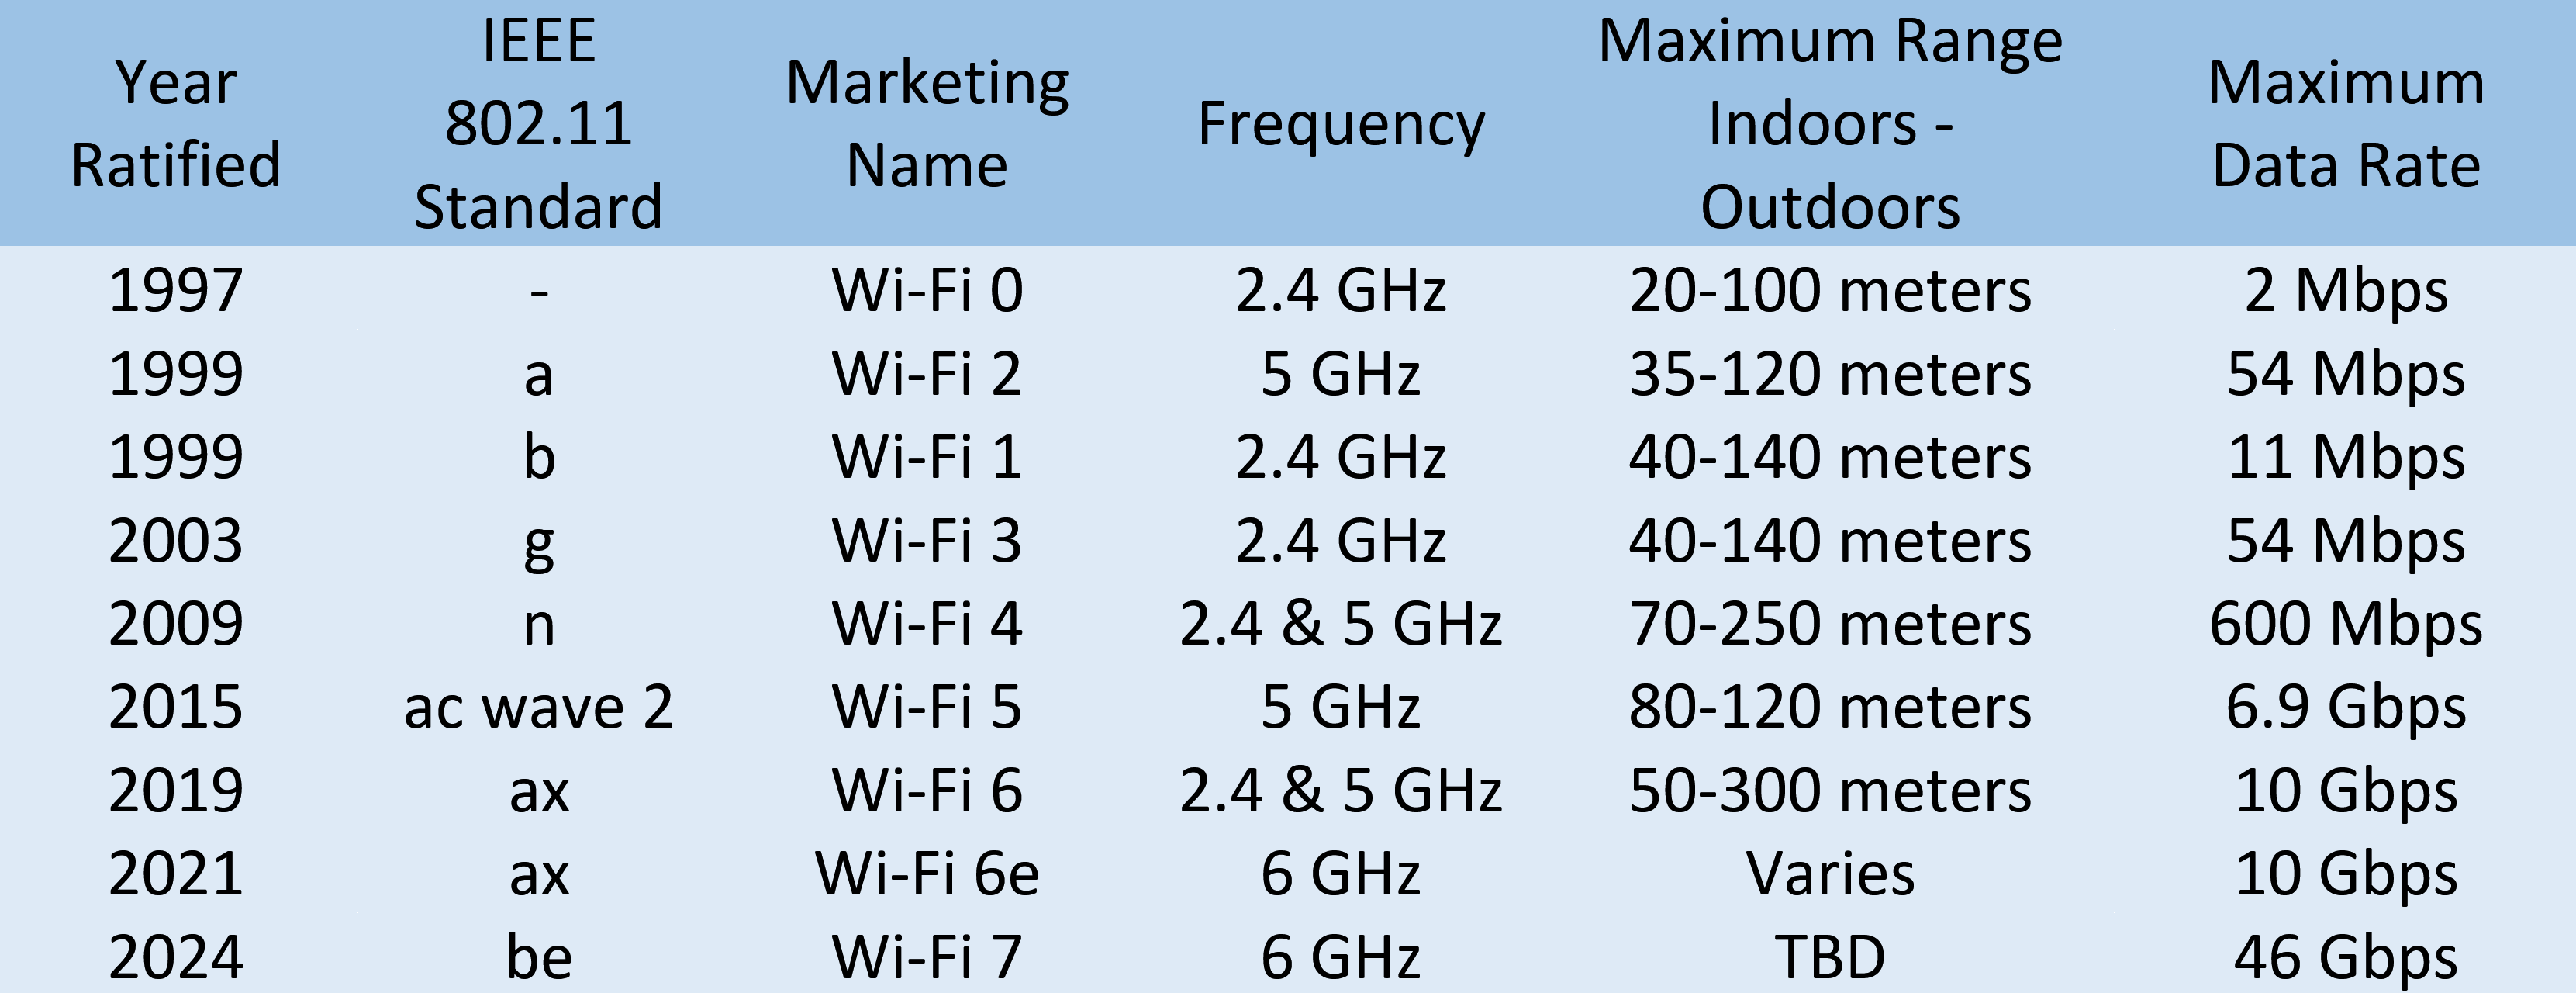 Year Ratified
IEEE 802.11 Standard
Marketing Name
Frequency
Maximum Range Indoors - Outdoors
Maximum Data Rate
1997 - Wi-Fi 0 2.4 GHz 20-100 meters 2 Mbps
1999 a Wi-Fi 2 5 GHz 35-120 meters 54 Mbps
1999 b Wi-Fi 1 2.4 GHz 40-140 meters 11 Mbps
2003 g Wi-Fi 3 2.4 GHz 40-140 meters 54 Mbps
2009 n Wi-Fi 4 2.4 & 5 GHz 70-250 meters 600 Mbps
2015 ac wave 2 Wi-Fi 5 5 GHz 80-120 meters 6.9 Gbps
2019 ax Wi-Fi 6 2.4 & 5 GHz 50-300 meters 10 Gbps
2021 ax Wi-Fi 6e 6 GHz Varies 10 Gbps
2024 be Wi-Fi 7 6 GHz TBD 46 Gbps